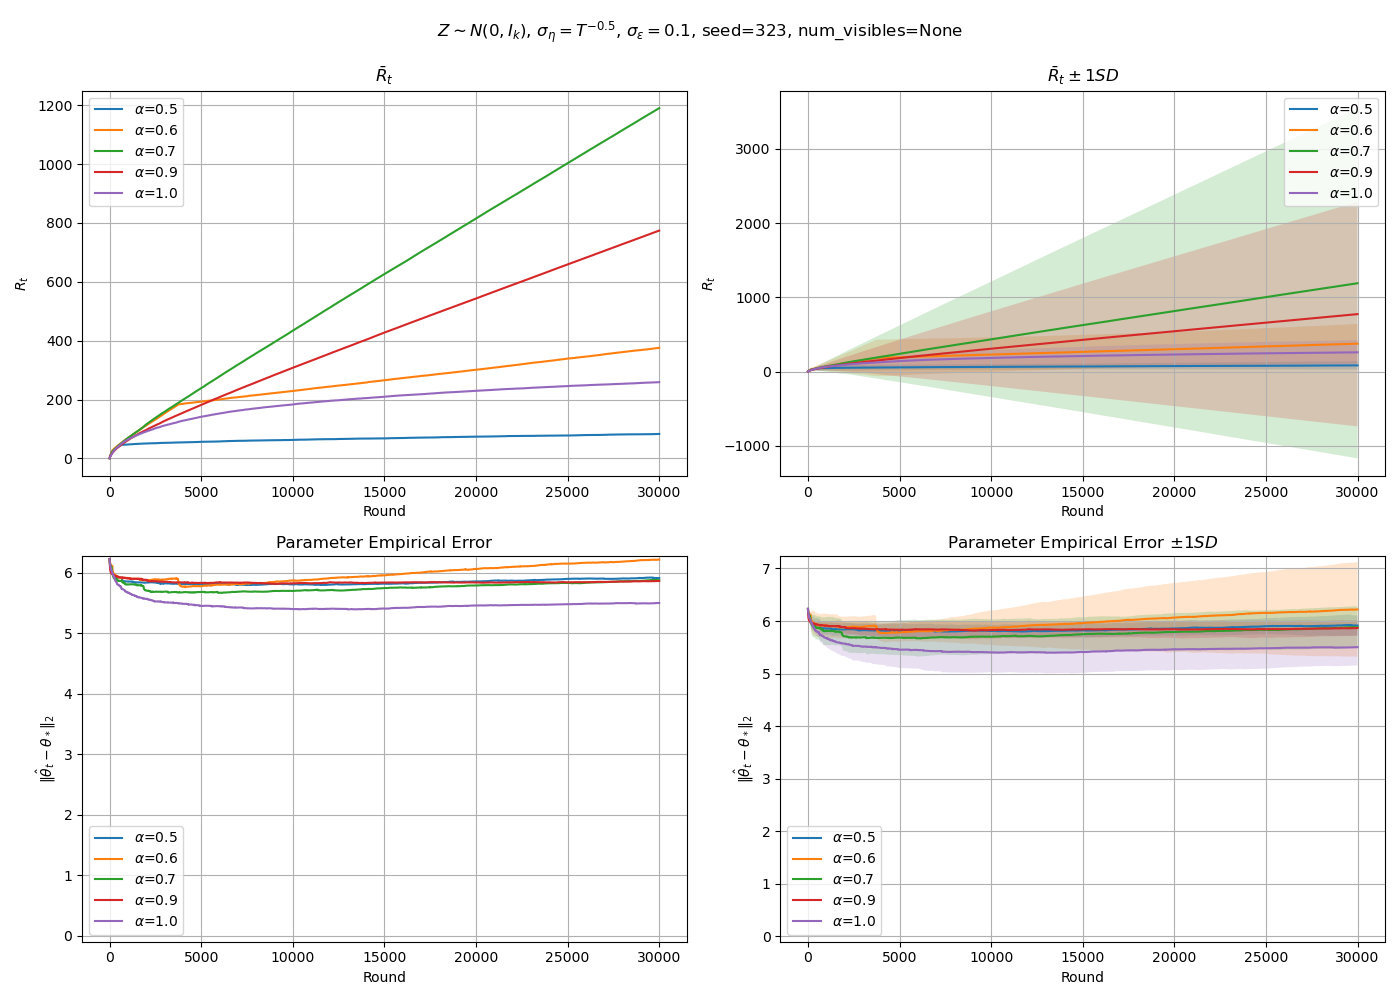 Z ∼ N(0, I_k), σ_η = T^{−0.5}, σ_ε = 0.1, seed=323, num_visibles=None
R̄_t
R_t
1200
1000
800
600
400
200
0
α=0.5
α=0.6
α=0.7
α=0.9
α=1.0
0 5000 10000 15000 20000 25000 30000
Round
R̄_t ± 1SD
R_t
3000
2000
1000
0
−1000
α=0.5
α=0.6
α=0.7
α=0.9
α=1.0
0 5000 10000 15000 20000 25000 30000
Round
Parameter Empirical Error
‖θ̂_t − θ_*‖_2
6
5
4
3
2
1
0
α=0.5
α=0.6
α=0.7
α=0.9
α=1.0
0 5000 10000 15000 20000 25000 30000
Round
Parameter Empirical Error ±1SD
‖θ̂_t − θ_*‖_2
7
6
5
4
3
2
1
0
α=0.5
α=0.6
α=0.7
α=0.9
α=1.0
0 5000 10000 15000 20000 25000 30000
Round